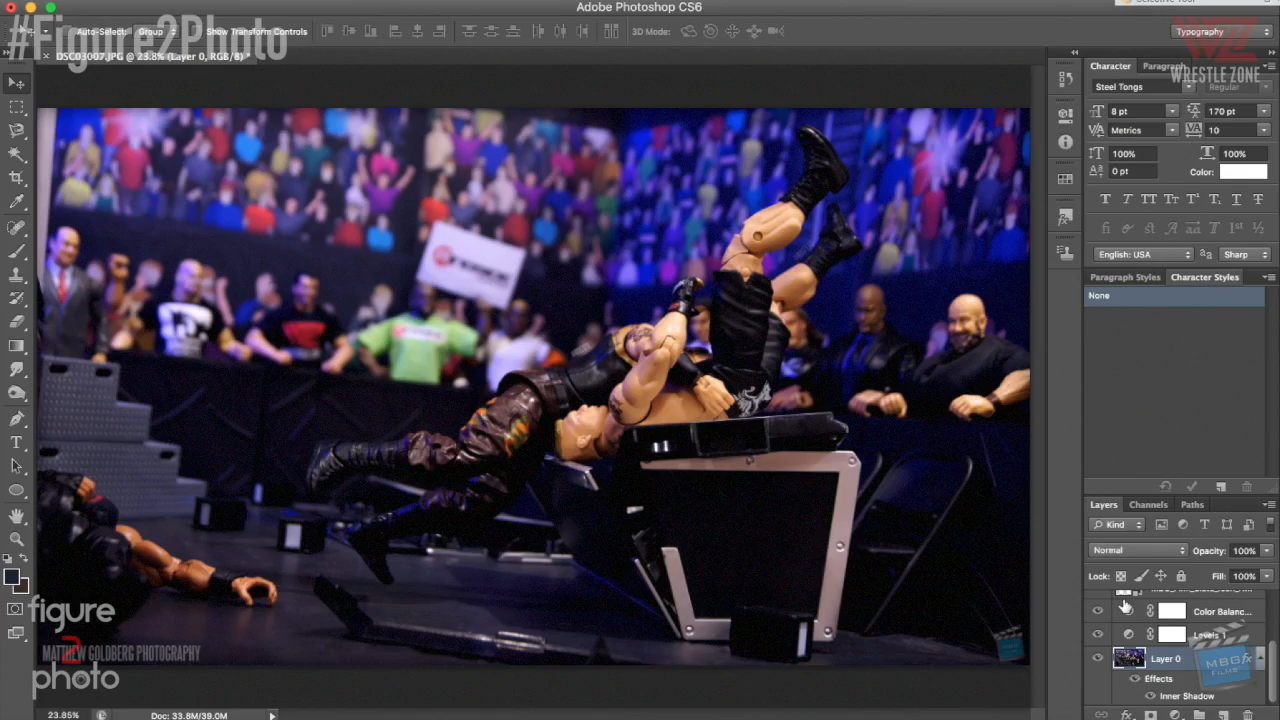 Adobe Photoshop CS6
#Figure2Photo
Auto-Select: Group
Show Transform Controls
3D Mode:
Typography
DSC03007.JPG @ 23.8% (Layer 0, RGB/8) *
WZ
WRESTLE ZONE
Character
Paragraph
Steel Tongs
Regular
8 pt
170 pt
Metrics
10
100%
100%
0 pt
Color:
English: USA
Sharp
Paragraph Styles
Character Styles
None
Layers
Channels
Paths
Kind
Normal
Opacity: 100%
Lock:
Fill: 100%
Color Balanc...
Levels 1
Layer 0
Effects
Inner Shadow
MBGfx
FILMS
figure
2
MATTHEW GOLDBERG PHOTOGRAPHY
photo
23.85%
Doc: 33.8M/39.0M